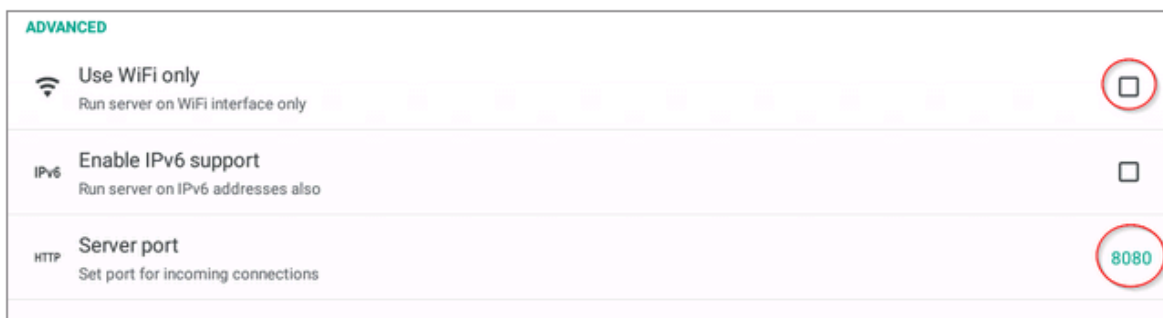 ADVANCED
Use WiFi only
Run server on WiFi interface only
IPv6
Enable IPv6 support
Run server on IPv6 addresses also
HTTP
Server port
Set port for incoming connections
8080